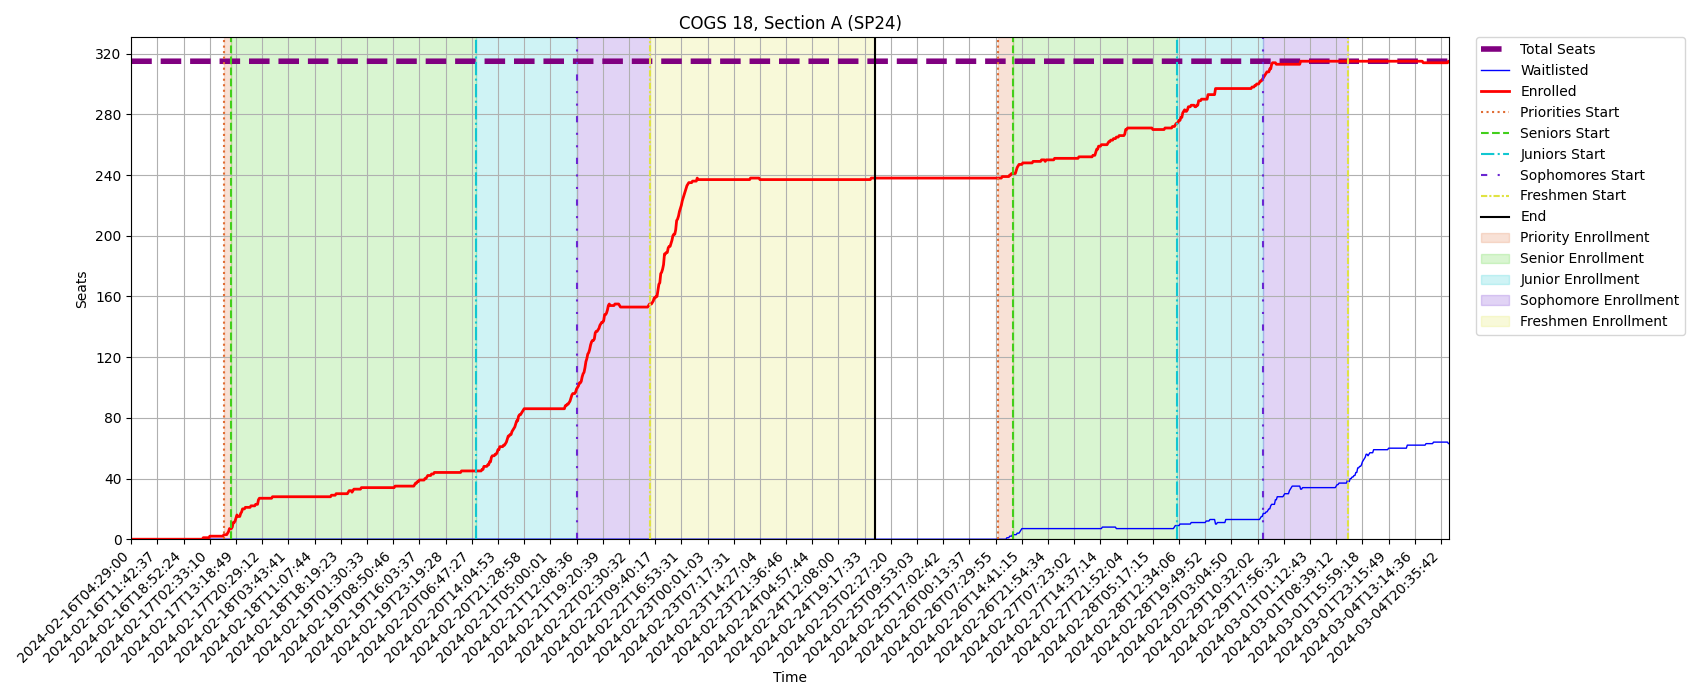 COGS 18, Section A (SP24)
320
280
240
200
160
120
80
40
0
Seats
2024-02-16T04:29:00
2024-02-16T11:42:37
2024-02-16T18:52:24
2024-02-17T02:33:10
2024-02-17T13:18:49
2024-02-17T20:29:12
2024-02-18T03:43:41
2024-02-18T11:07:44
2024-02-18T18:19:23
2024-02-19T01:30:33
2024-02-19T08:50:46
2024-02-19T16:03:37
2024-02-19T23:19:28
2024-02-20T06:47:27
2024-02-20T14:04:53
2024-02-20T21:28:58
2024-02-21T05:00:01
2024-02-21T12:08:36
2024-02-21T19:20:39
2024-02-22T02:30:32
2024-02-22T09:40:17
2024-02-22T16:53:31
2024-02-23T00:01:03
2024-02-23T07:17:31
2024-02-23T14:27:04
2024-02-23T21:36:46
2024-02-24T04:57:44
2024-02-24T12:08:00
2024-02-24T19:17:33
2024-02-25T02:27:20
2024-02-25T09:53:03
2024-02-25T17:02:42
2024-02-26T00:13:37
2024-02-26T07:29:55
2024-02-26T14:41:15
2024-02-26T21:54:34
2024-02-27T07:23:02
2024-02-27T14:37:14
2024-02-27T21:52:04
2024-02-28T05:17:15
2024-02-28T12:34:06
2024-02-28T19:49:52
2024-02-29T03:04:50
2024-02-29T10:32:02
2024-02-29T17:56:32
2024-03-01T01:12:43
2024-03-01T08:39:12
2024-03-01T15:59:18
2024-03-01T23:15:49
2024-03-04T13:14:36
2024-03-04T20:35:42
Time
Total Seats
Waitlisted
Enrolled
Priorities Start
Seniors Start
Juniors Start
Sophomores Start
Freshmen Start
End
Priority Enrollment
Senior Enrollment
Junior Enrollment
Sophomore Enrollment
Freshmen Enrollment